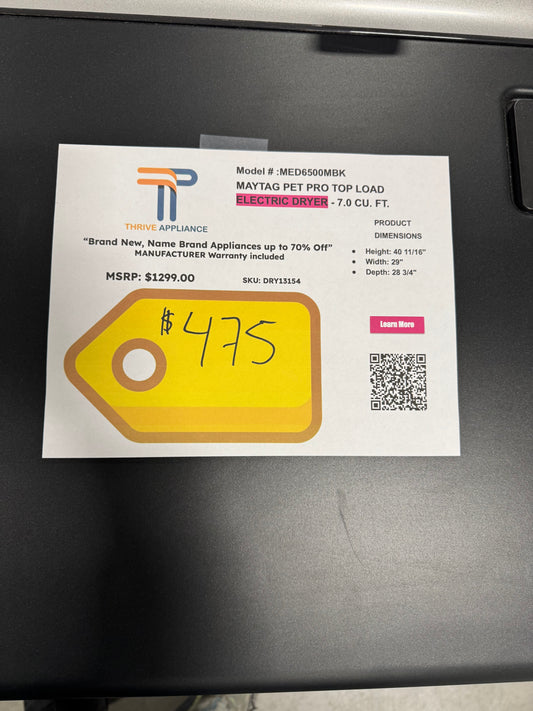 Model # :MED6500MBK
MAYTAG PET PRO TOP LOAD
ELECTRIC DRYER - 7.0 CU. FT.
THRIVE APPLIANCE
"Brand New, Name Brand Appliances up to 70% Off"
MANUFACTURER Warranty included
MSRP: $1299.00
SKU: DRY13154
PRODUCT
DIMENSIONS
• Height: 40 11/16"
• Width: 29"
• Depth: 28 3/4"
Learn More
$475